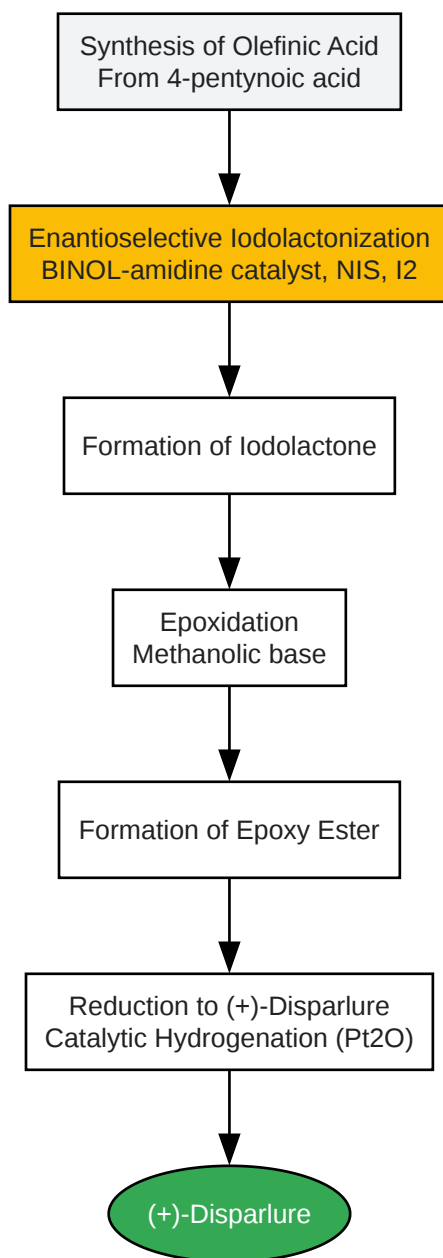 Synthesis of Olefinic Acid
From 4-pentynoic acid
Enantioselective Iodolactonization
BINOL-amidine catalyst, NIS, I2
Formation of Iodolactone
Epoxidation
Methanolic base
Formation of Epoxy Ester
Reduction to (+)-Disparlure
Catalytic Hydrogenation (Pt2O)
(+)-Disparlure